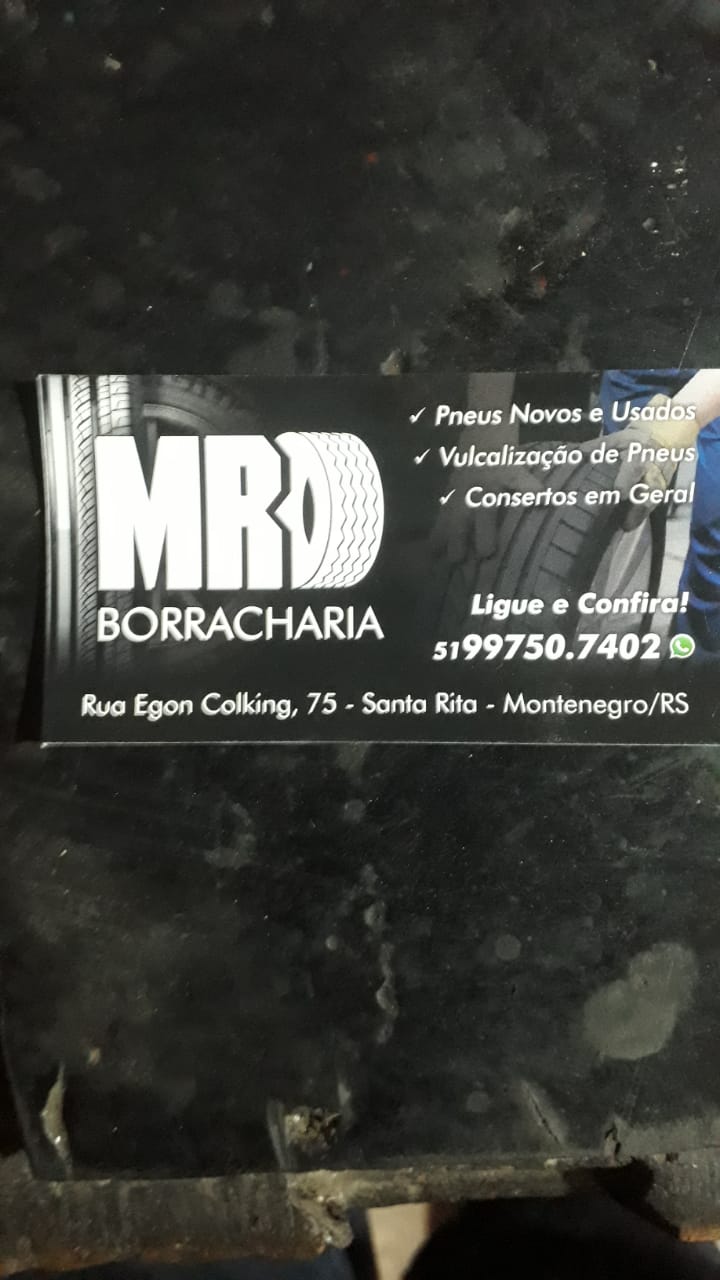 MRD
BORRACHARIA
✓ Pneus Novos e Usados
✓ Vulcalização de Pneus
✓ Consertos em Geral
Ligue e Confira!
5199750.7402
Rua Egon Colking, 75 - Santa Rita - Montenegro/RS